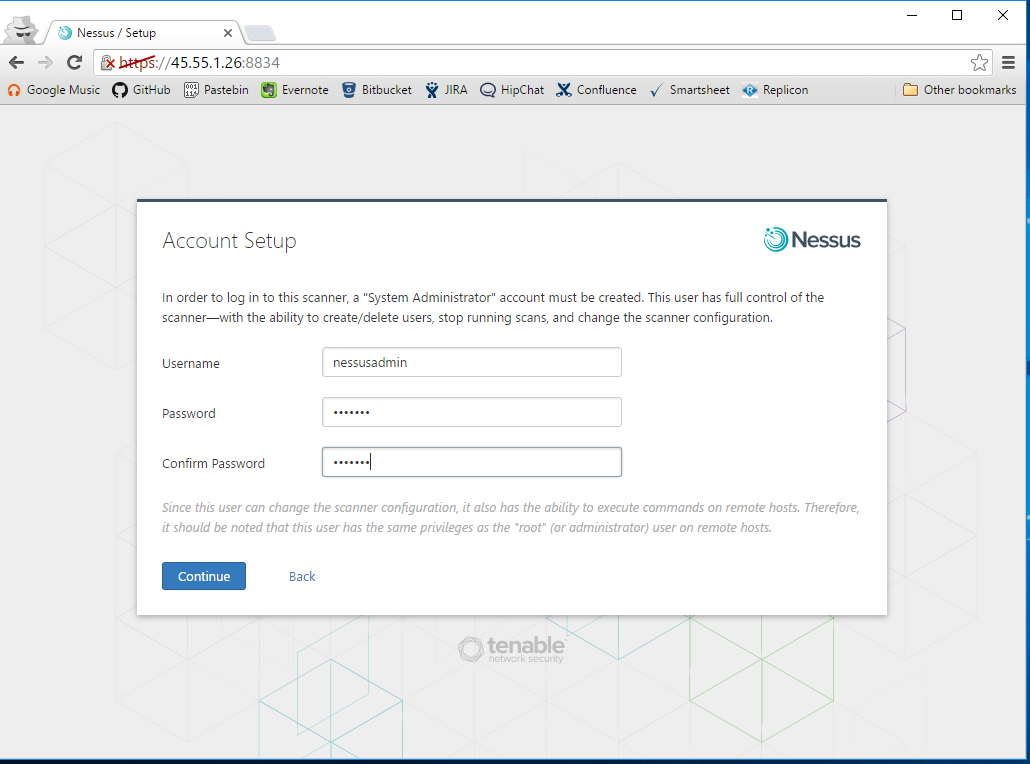 Nessus / Setup
https://45.55.1.26:8834
Google Music GitHub Pastebin Evernote Bitbucket JIRA HipChat Confluence Smartsheet Replicon Other bookmarks
Account Setup
Nessus
In order to log in to this scanner, a "System Administrator" account must be created. This user has full control of the
scanner—with the ability to create/delete users, stop running scans, and change the scanner configuration.
Username nessusadmin
Password •••••••
Confirm Password •••••••
Since this user can change the scanner configuration, it also has the ability to execute commands on remote hosts. Therefore,
it should be noted that this user has the same privileges as the "root" (or administrator) user on remote hosts.
Continue Back
tenable
network security